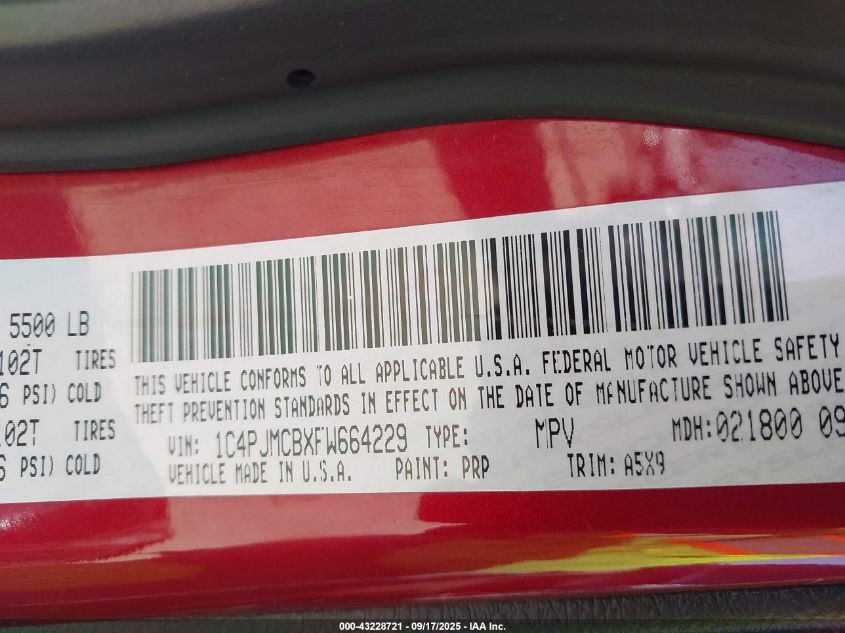 5500 LB
102T TIRES
6 PSI) COLD
102T TIRES
6 PSI) COLD
THIS VEHICLE CONFORMS TO ALL APPLICABLE U.S.A. FEDERAL MOTOR VEHICLE SAFETY
THEFT PREVENTION STANDARDS IN EFFECT ON THE DATE OF MANUFACTURE SHOWN ABOVE
VIN: 1C4PJMCBXFW664229 TYPE: MPV MDH:021800 09
VEHICLE MADE IN U.S.A. PAINT: PRP TRIM: A5X9
000-43228721 - 09/17/2025 - IAA Inc.